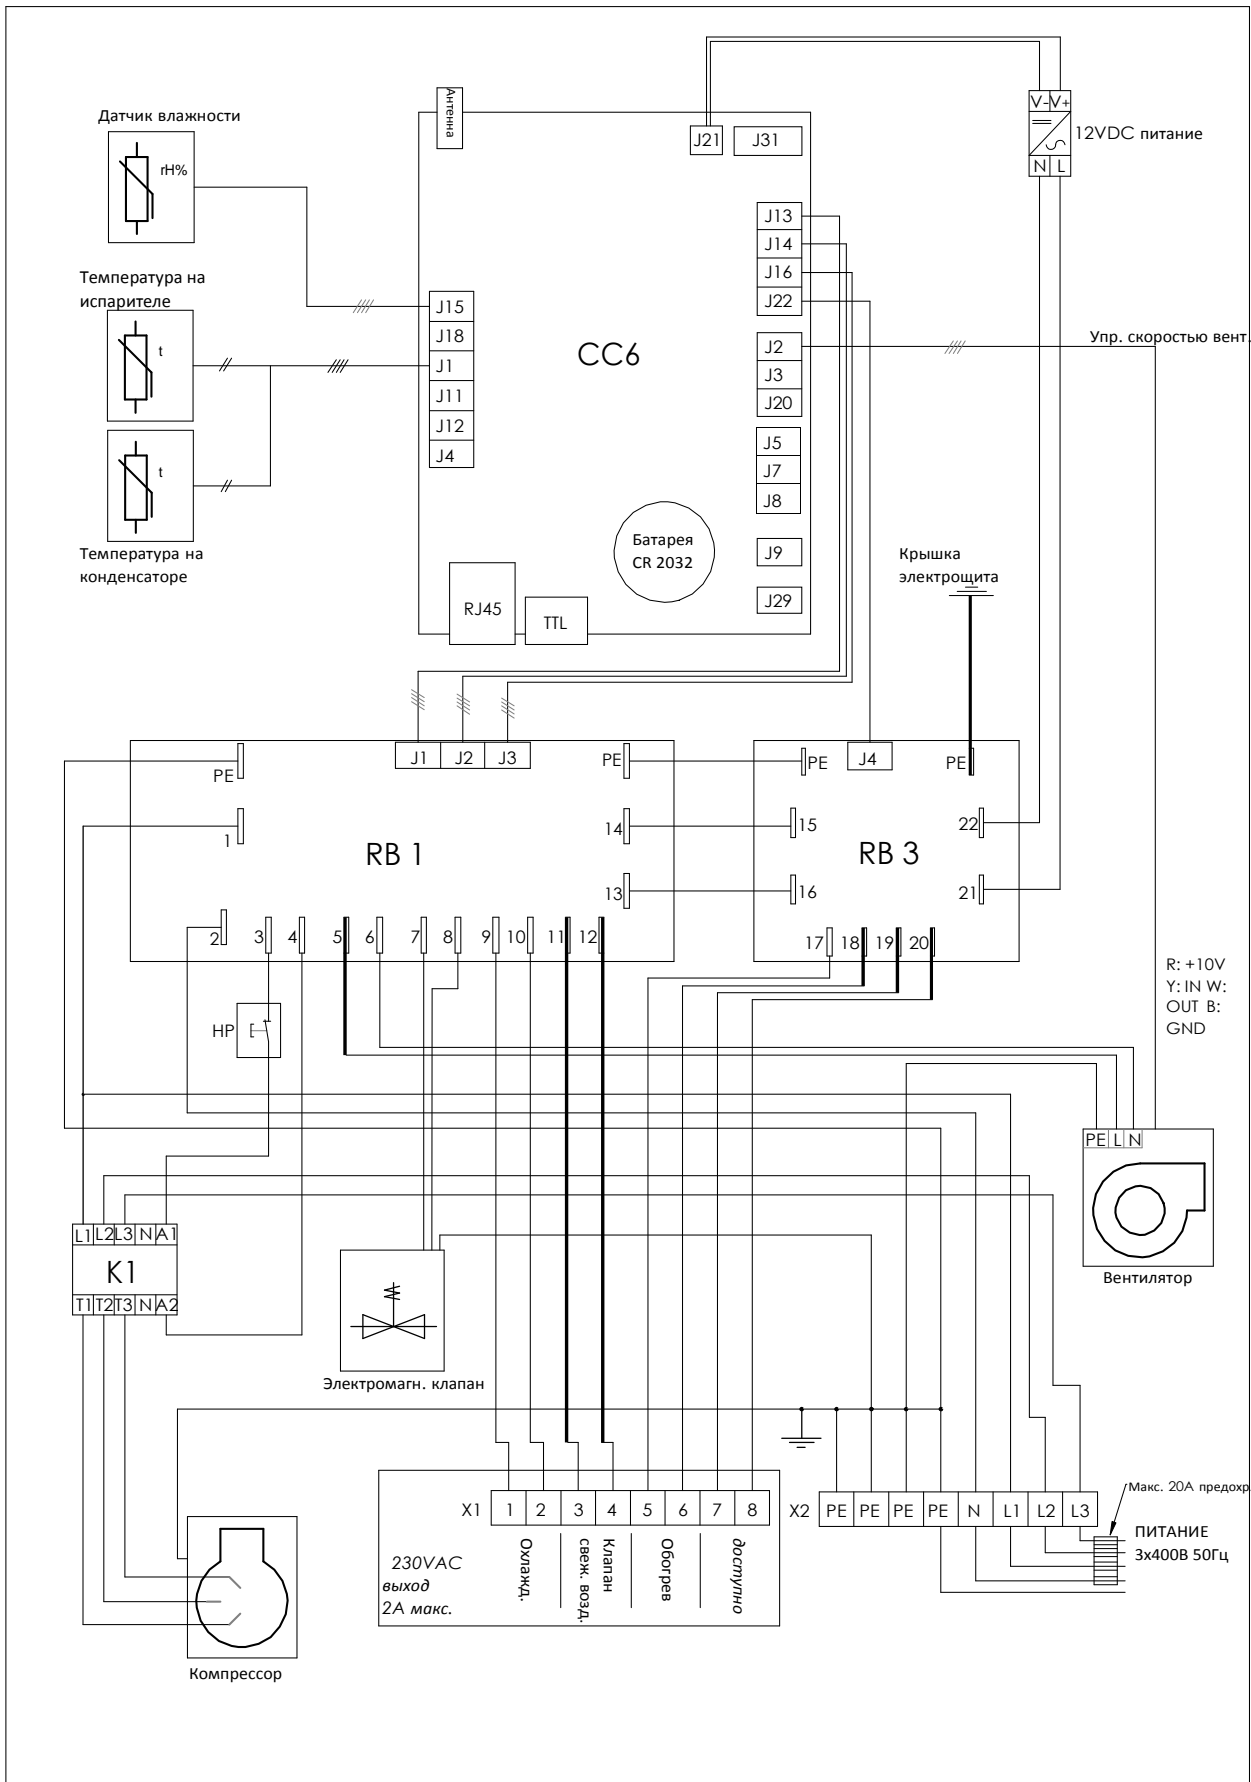 Антенна
Датчик влажности
rH%
J21
J31
V- V+
12VDC питание
N L
J13
J14
J16
J22
Температура на
испарителе
t
J15
J18
J1
J11
J12
J4
CC6
J2
J3
J20
Упр. скоростью вент.
J5
J7
J8
t
Температура на
конденсаторе
Батарея
CR 2032
J9
J29
Крышка
электрощита
RJ45
TTL
PE
J1 J2 J3
PE
PE
J4
PE
1
RB 1
14
13
15
16
RB 3
22
21
2 3 4 5 6 7 8 9 10 11 12
17 18 19 20
R: +10V
Y: IN W:
OUT B:
GND
HP
PE L N
Вентилятор
L1 L2 L3 N A1
K1
T1 T2 T3 N A2
Электромагн. клапан
X1 1 2 3 4 5 6 7 8
X2 PE PE PE PE N L1 L2 L3
Макс. 20А предохр
ПИТАНИЕ
3х400В 50Гц
230VAC
выход
2А макс.
Охлажд.
свеж. возд.
Клапан
Обогрев
доступно
Компрессор